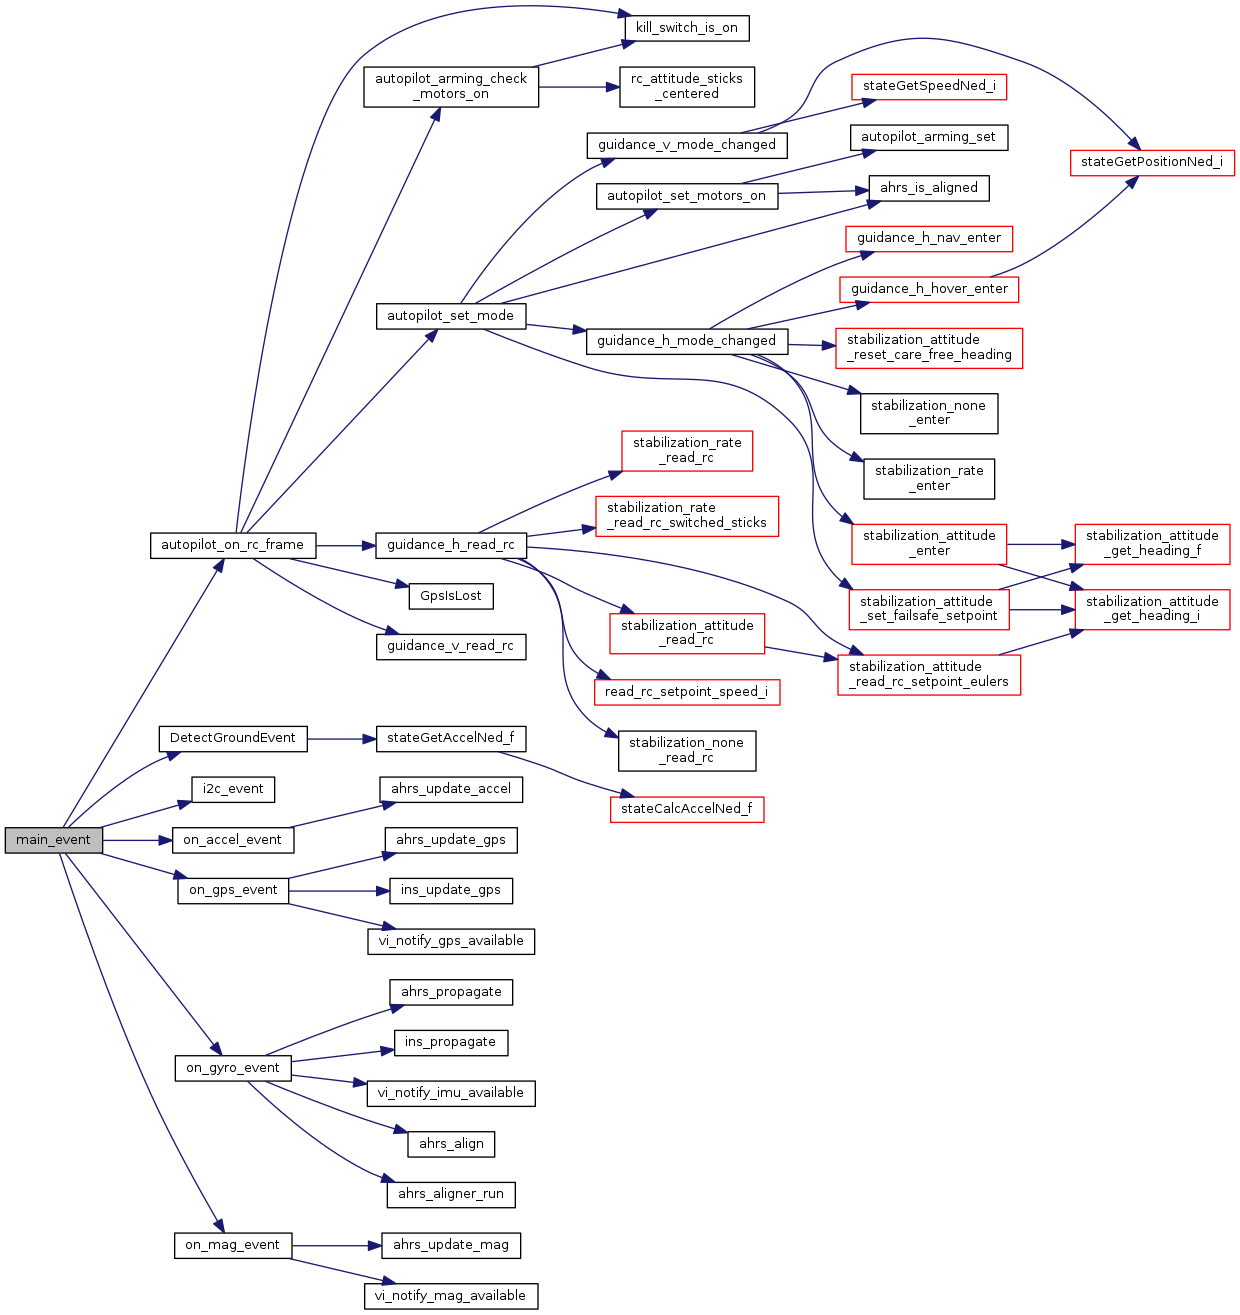 kill_switch_is_on
autopilot_arming_check
_motors_on
rc_attitude_sticks
_centered
stateGetSpeedNed_i
guidance_v_mode_changed
autopilot_arming_set
stateGetPositionNed_i
autopilot_set_motors_on
ahrs_is_aligned
guidance_h_nav_enter
guidance_h_hover_enter
autopilot_set_mode
guidance_h_mode_changed
stabilization_attitude
_reset_care_free_heading
stabilization_none
_enter
stabilization_rate
_read_rc
stabilization_rate
_enter
stabilization_rate
_read_rc_switched_sticks
autopilot_on_rc_frame
guidance_h_read_rc
stabilization_attitude
_enter
stabilization_attitude
_get_heading_f
GpsIsLost
stabilization_attitude
_set_failsafe_setpoint
stabilization_attitude
_get_heading_i
guidance_v_read_rc
stabilization_attitude
_read_rc
stabilization_attitude
_read_rc_setpoint_eulers
read_rc_setpoint_speed_i
DetectGroundEvent
stateGetAccelNed_f
stabilization_none
_read_rc
i2c_event
ahrs_update_accel
stateCalcAccelNed_f
main_event
on_accel_event
ahrs_update_gps
on_gps_event
ins_update_gps
vi_notify_gps_available
ahrs_propagate
ins_propagate
on_gyro_event
vi_notify_imu_available
ahrs_align
ahrs_aligner_run
on_mag_event
ahrs_update_mag
vi_notify_mag_available